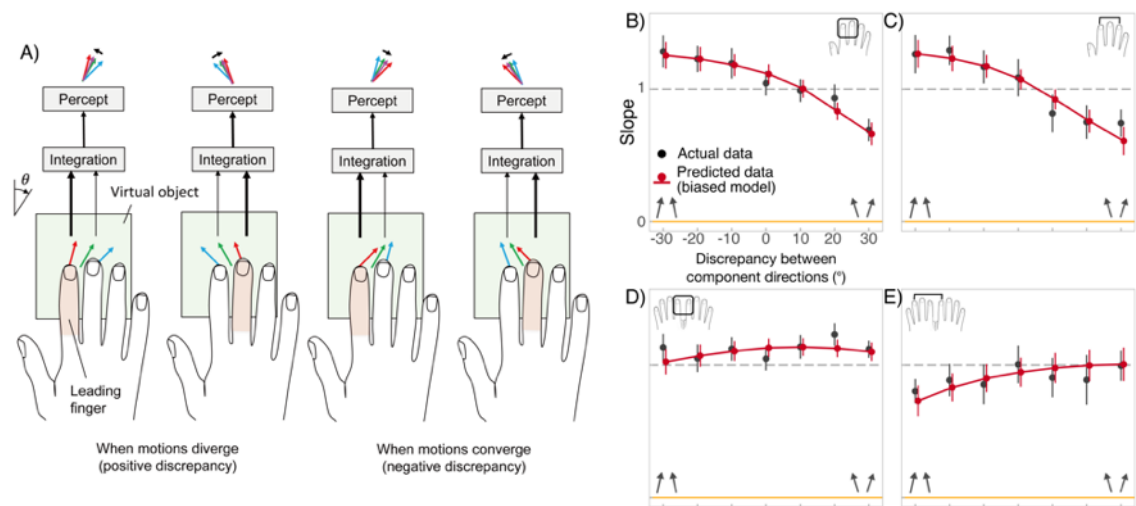 A)
Percept
Percept
Percept
Percept
Integration
Integration
Integration
Integration
θ
Virtual object
Leading
finger
When motions diverge
(positive discrepancy)
When motions converge
(negative discrepancy)
B)
C)
Slope
1
0
Actual data
Predicted data
(biased model)
-30 -20 -10 0 10 20 30
Discrepancy between
component directions (°)
D)
E)